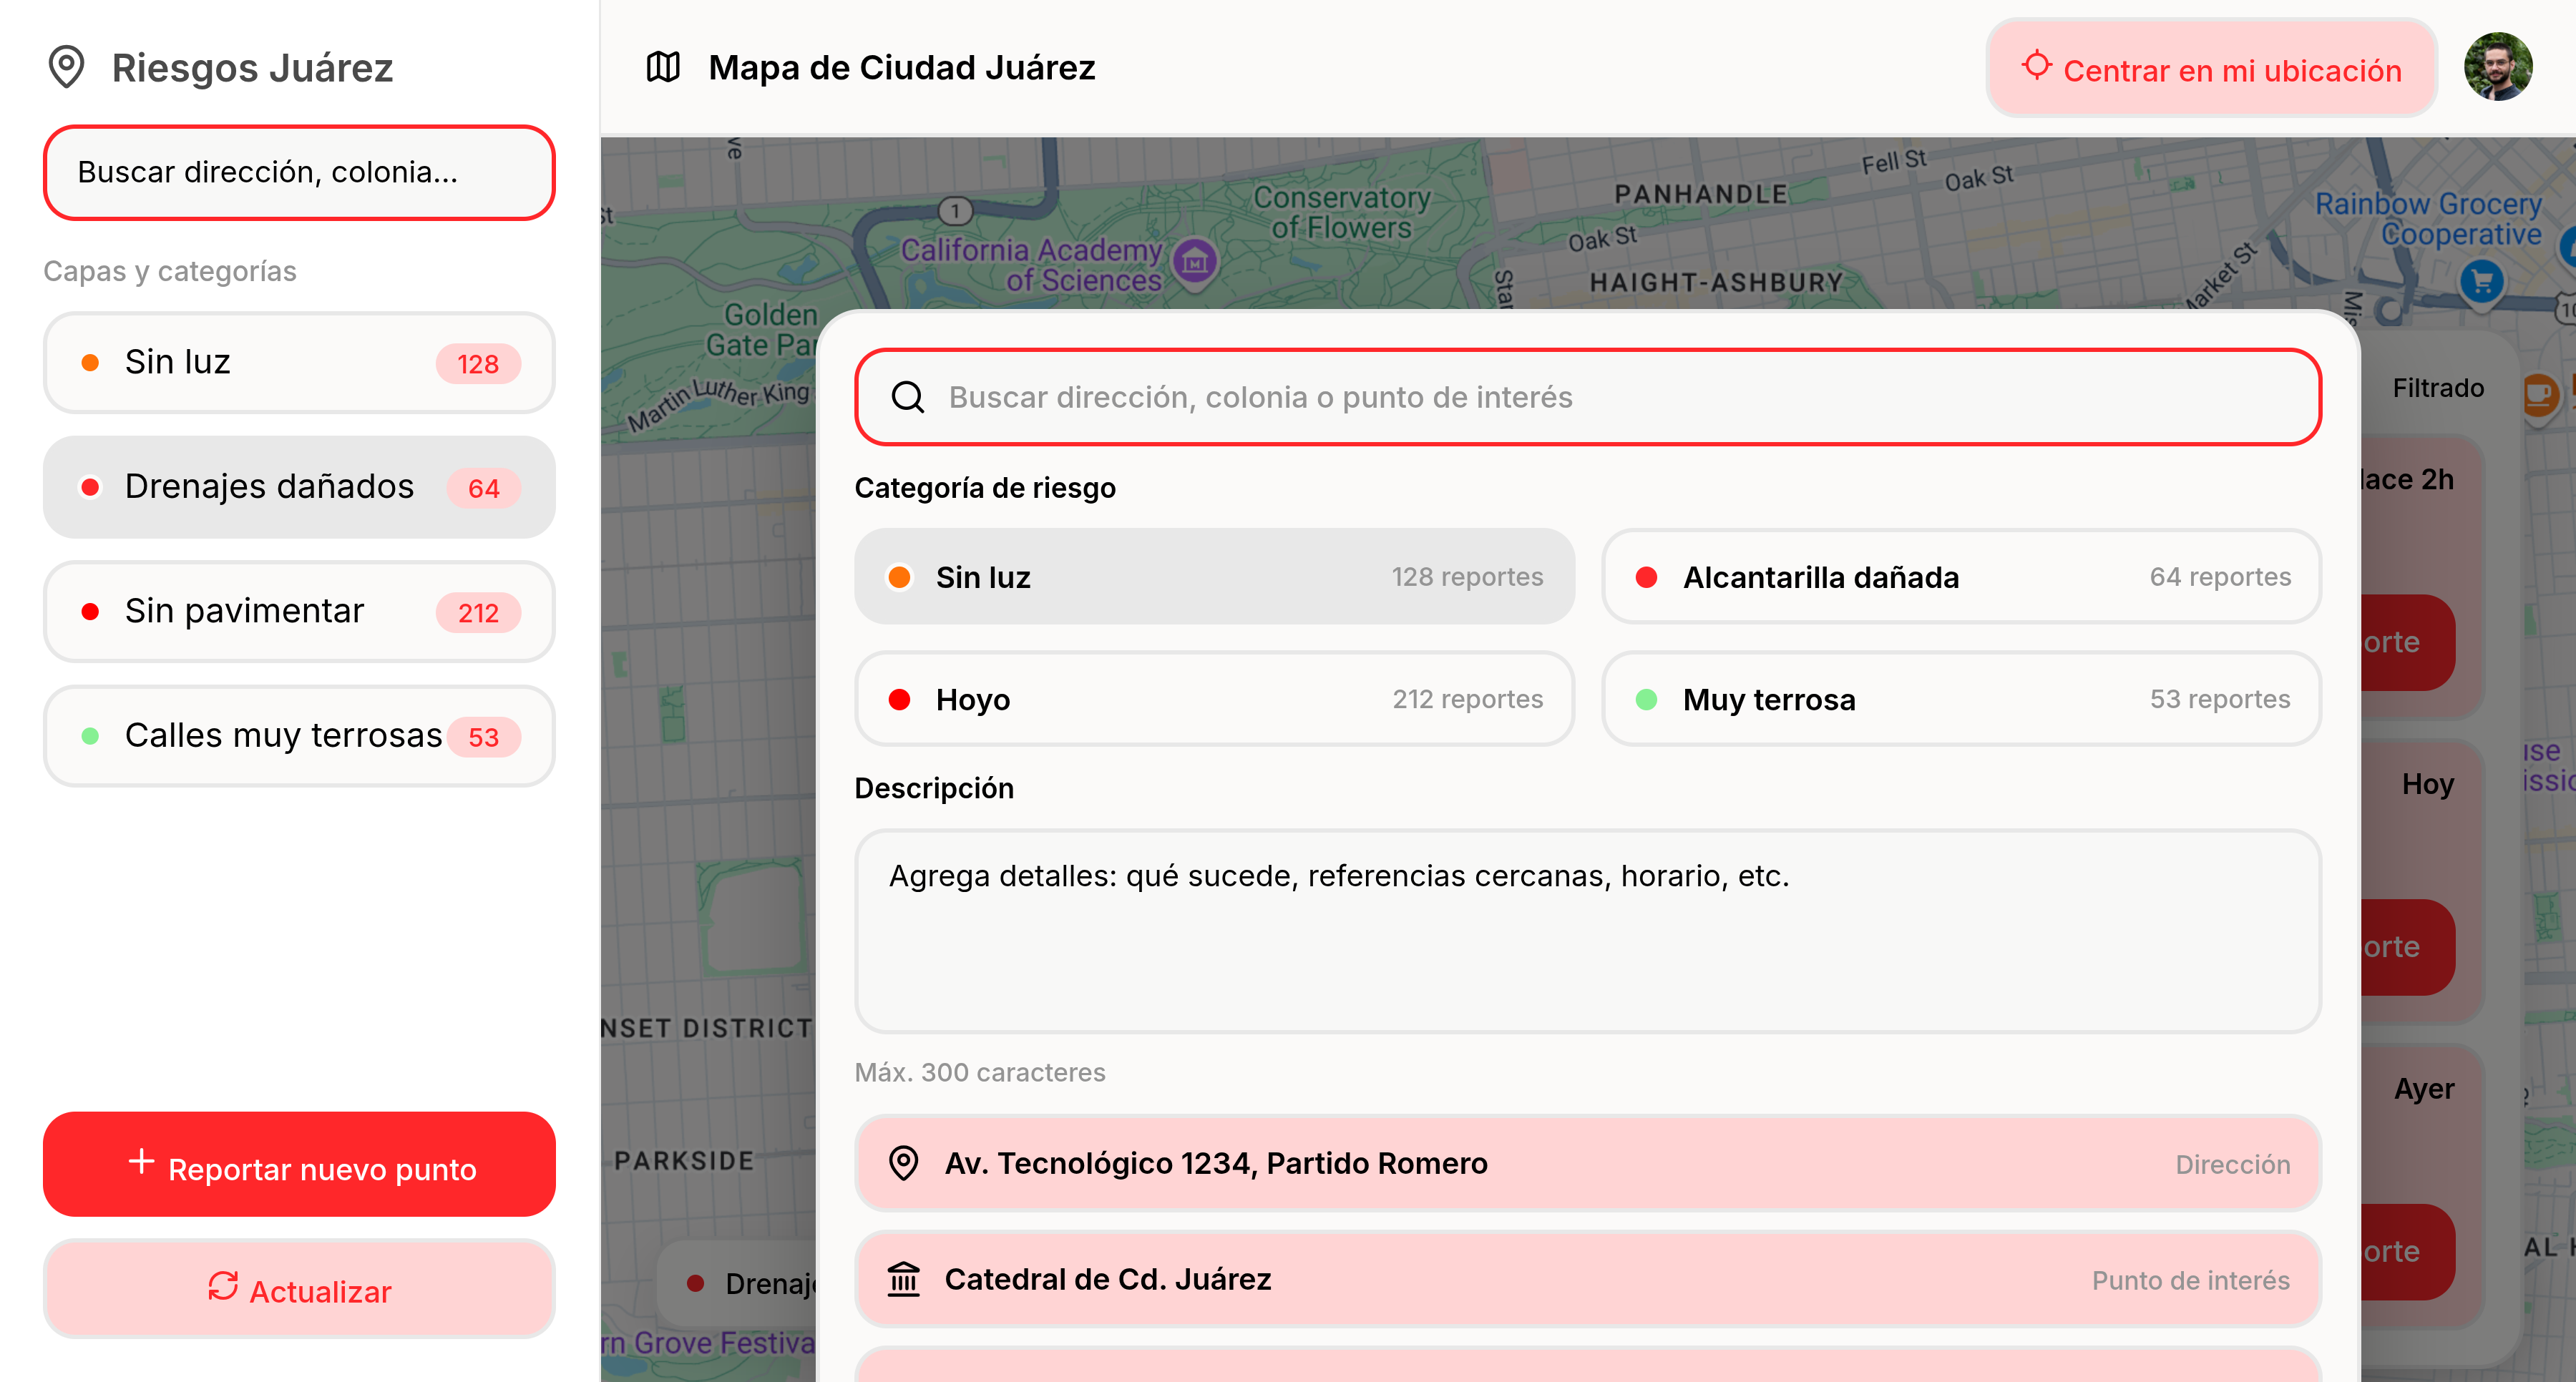 Riesgos Juárez
Buscar dirección, colonia...
Capas y categorías
Sin luz 128
Drenajes dañados 64
Sin pavimentar 212
Calles muy terrosas 53
Reportar nuevo punto
Actualizar
Mapa de Ciudad Juárez
Centrar en mi ubicación
Conservatory
of Flowers
PANHANDLE
Fell St
Oak St
Rainbow Grocery
Cooperative
1
California Academy
of Sciences
Oak St
HAIGHT-ASHBURY
Market St
Golden
Gate Par
Martin Luther King
Filtrado
Buscar dirección, colonia o punto de interés
Categoría de riesgo
Sin luz 128 reportes
Alcantarilla dañada 64 reportes
Hoyo 212 reportes
Muy terrosa 53 reportes
Descripción
Agrega detalles: qué sucede, referencias cercanas, horario, etc.
Máx. 300 caracteres
Av. Tecnológico 1234, Partido Romero Dirección
Catedral de Cd. Juárez Punto de interés
ace 2h
orte
Hoy
orte
Ayer
orte
NSET DISTRICT
PARKSIDE
Drenaj
rn Grove Festiva